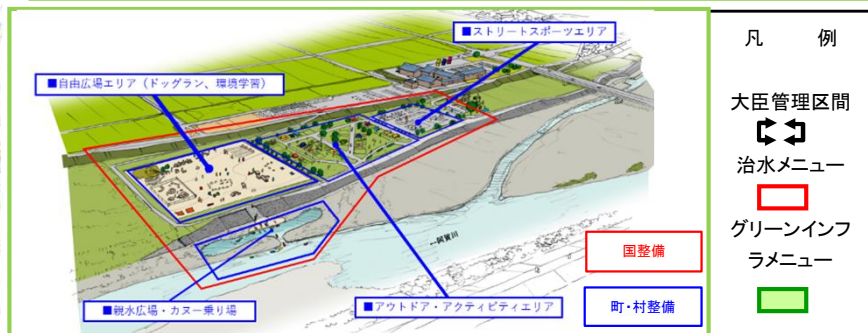 ■ストリートスポーツエリア
■自由広場エリア（ドッグラン、環境学習）
←阿賀川
■親水広場・カヌー乗り場
■アウトドア・アクティビティエリア
国整備
町・村整備
凡　例
大臣管理区間
治水メニュー
グリーンインフ
ラメニュー